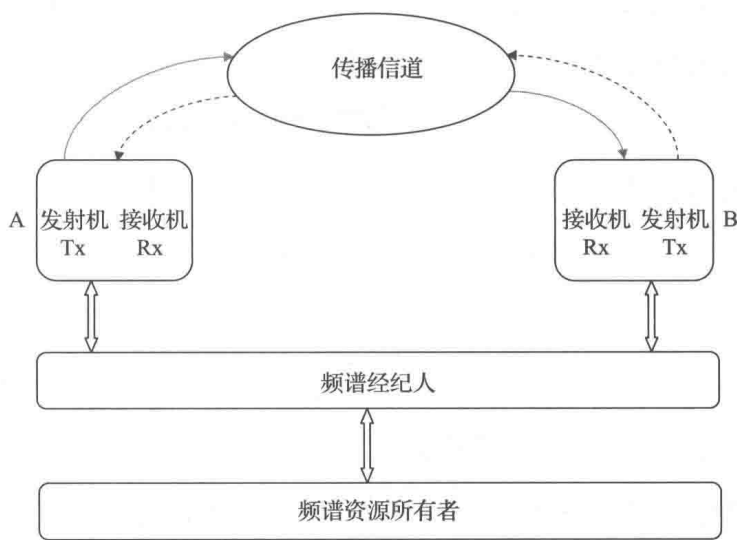 传播信道
A
发射机 接收机
Tx Rx
接收机 发射机
Rx Tx
B
频谱经纪人
频谱资源所有者